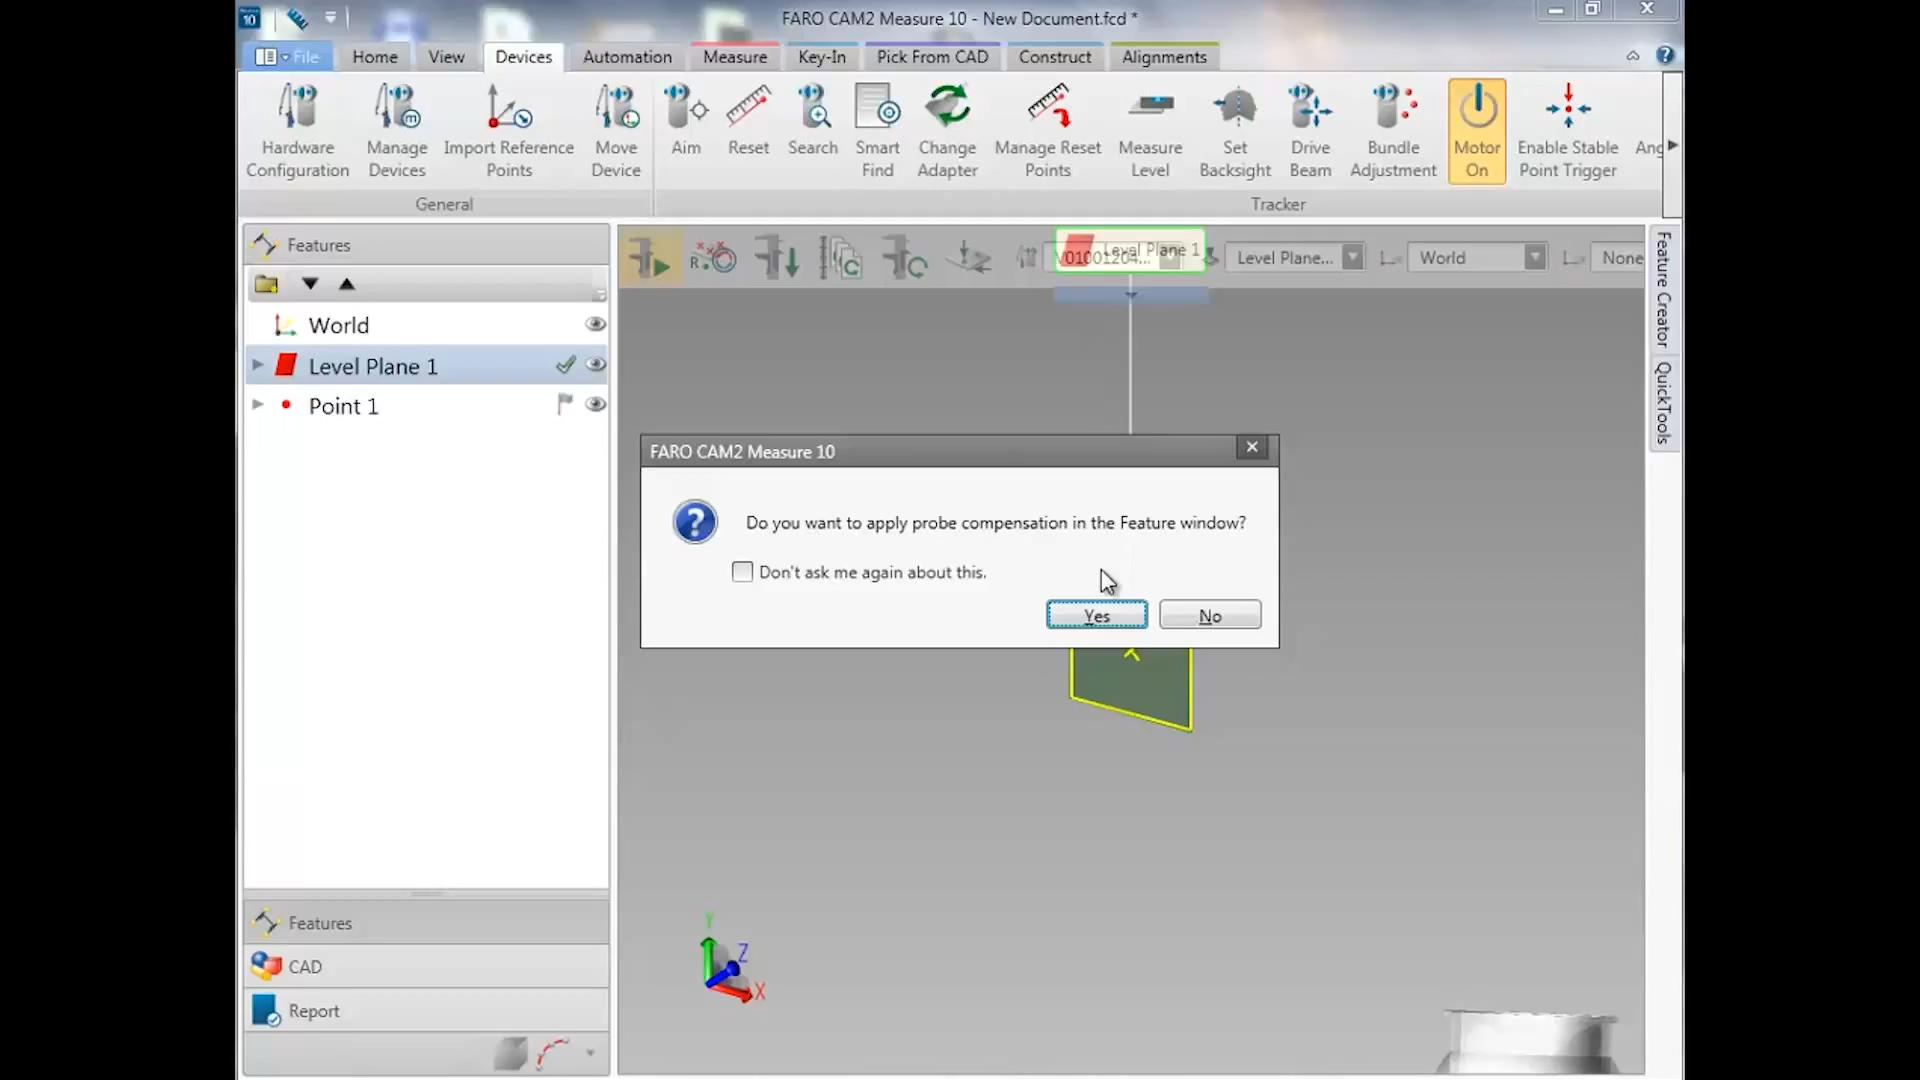 10
FARO CAM2 Measure 10 - New Document.fcd *
File Home View Devices Automation Measure Key-In Pick From CAD Construct Alignments
Hardware Configuration
Manage Devices
Import Reference Points
Move Device
Aim
Reset
Search
Smart Find
Change Adapter
Manage Reset Points
Measure Level
Set Backsight
Drive Beam
Bundle Adjustment
Motor On
Enable Stable Point Trigger
General
Tracker
Features
Level Plane 1
Level Plane...
World
None
Feature Creator
QuickTools
World
Level Plane 1
Point 1
FARO CAM2 Measure 10
Do you want to apply probe compensation in the Feature window?
Don't ask me again about this.
Yes
No
Features
CAD
Report
Y
Z
X